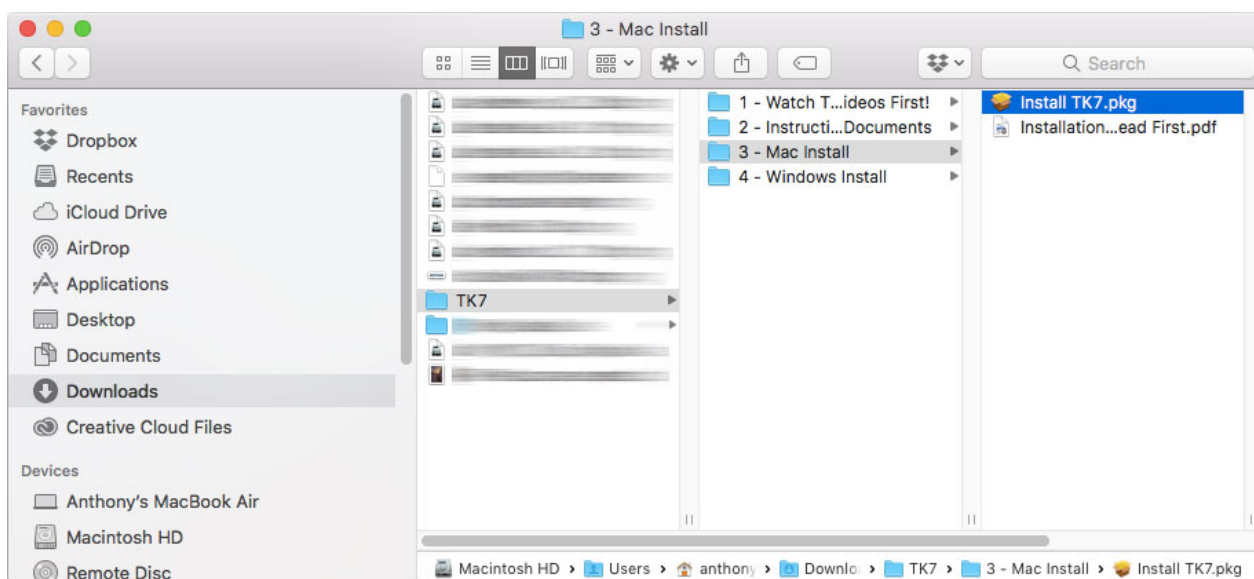 3 - Mac Install
Search
Favorites
Dropbox
Recents
iCloud Drive
AirDrop
Applications
Desktop
Documents
Downloads
Creative Cloud Files
Devices
Anthony's MacBook Air
Macintosh HD
Remote Disc
TK7
1 - Watch T...ideos First!
2 - Instructi...Documents
3 - Mac Install
4 - Windows Install
Install TK7.pkg
Installation...ead First.pdf
Macintosh HD › Users › anthony › Downlo › TK7 › 3 - Mac Install › Install TK7.pkg